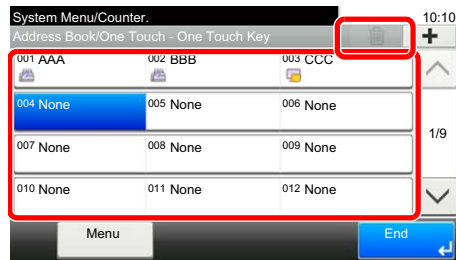 System Menu/Counter. 10:10
Address Book/One Touch - One Touch Key
001 AAA 002 BBB 003 CCC
004 None 005 None 006 None
1/9
007 None 008 None 009 None
010 None 011 None 012 None
Menu End